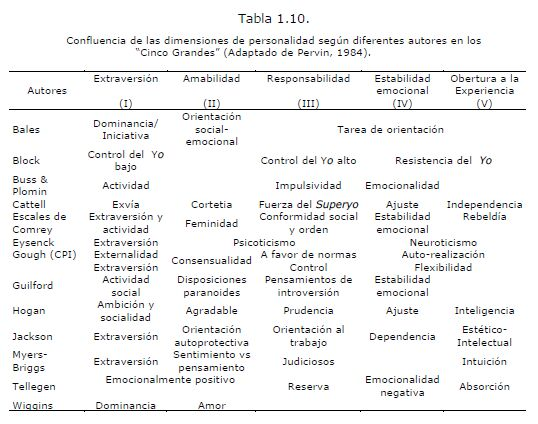 Tabla 1.10.
Confluencia de las dimensiones de personalidad según diferentes autores en los
“Cinco Grandes” (Adaptado de Pervin, 1984).
Autores Extraversión (I) Amabilidad (II) Responsabilidad (III) Estabilidad emocional (IV) Obertura a la Experiencia (V)
Bales Dominancia/ Iniciativa Orientación social-emocional Tarea de orientación
Block Control del Yo bajo Control del Yo alto Resistencia del Yo
Buss & Plomin Actividad Impulsividad Emocionalidad
Cattell Exvía Cortetia Fuerza del Superyo Ajuste Independencia
Escales de Comrey Extraversión y actividad Feminidad Conformidad social y orden Estabilidad emocional Rebeldía
Eysenck Extraversión Psicoticismo Neuroticismo
Gough (CPI) Externalidad Extraversión Consensualidad A favor de normas Control Auto-realización Flexibilidad
Guilford Actividad social Disposiciones paranoides Pensamientos de introversión Estabilidad emocional
Hogan Ambición y socialidad Agradable Prudencia Ajuste Inteligencia
Jackson Extraversión Orientación autoprotectiva Orientación al trabajo Dependencia Estético-Intelectual
Myers-Briggs Extraversión Sentimiento vs pensamiento Judiciosos Intuición
Tellegen Emocionalmente positivo Reserva Emocionalidad negativa Absorción
Wiggins Dominancia Amor